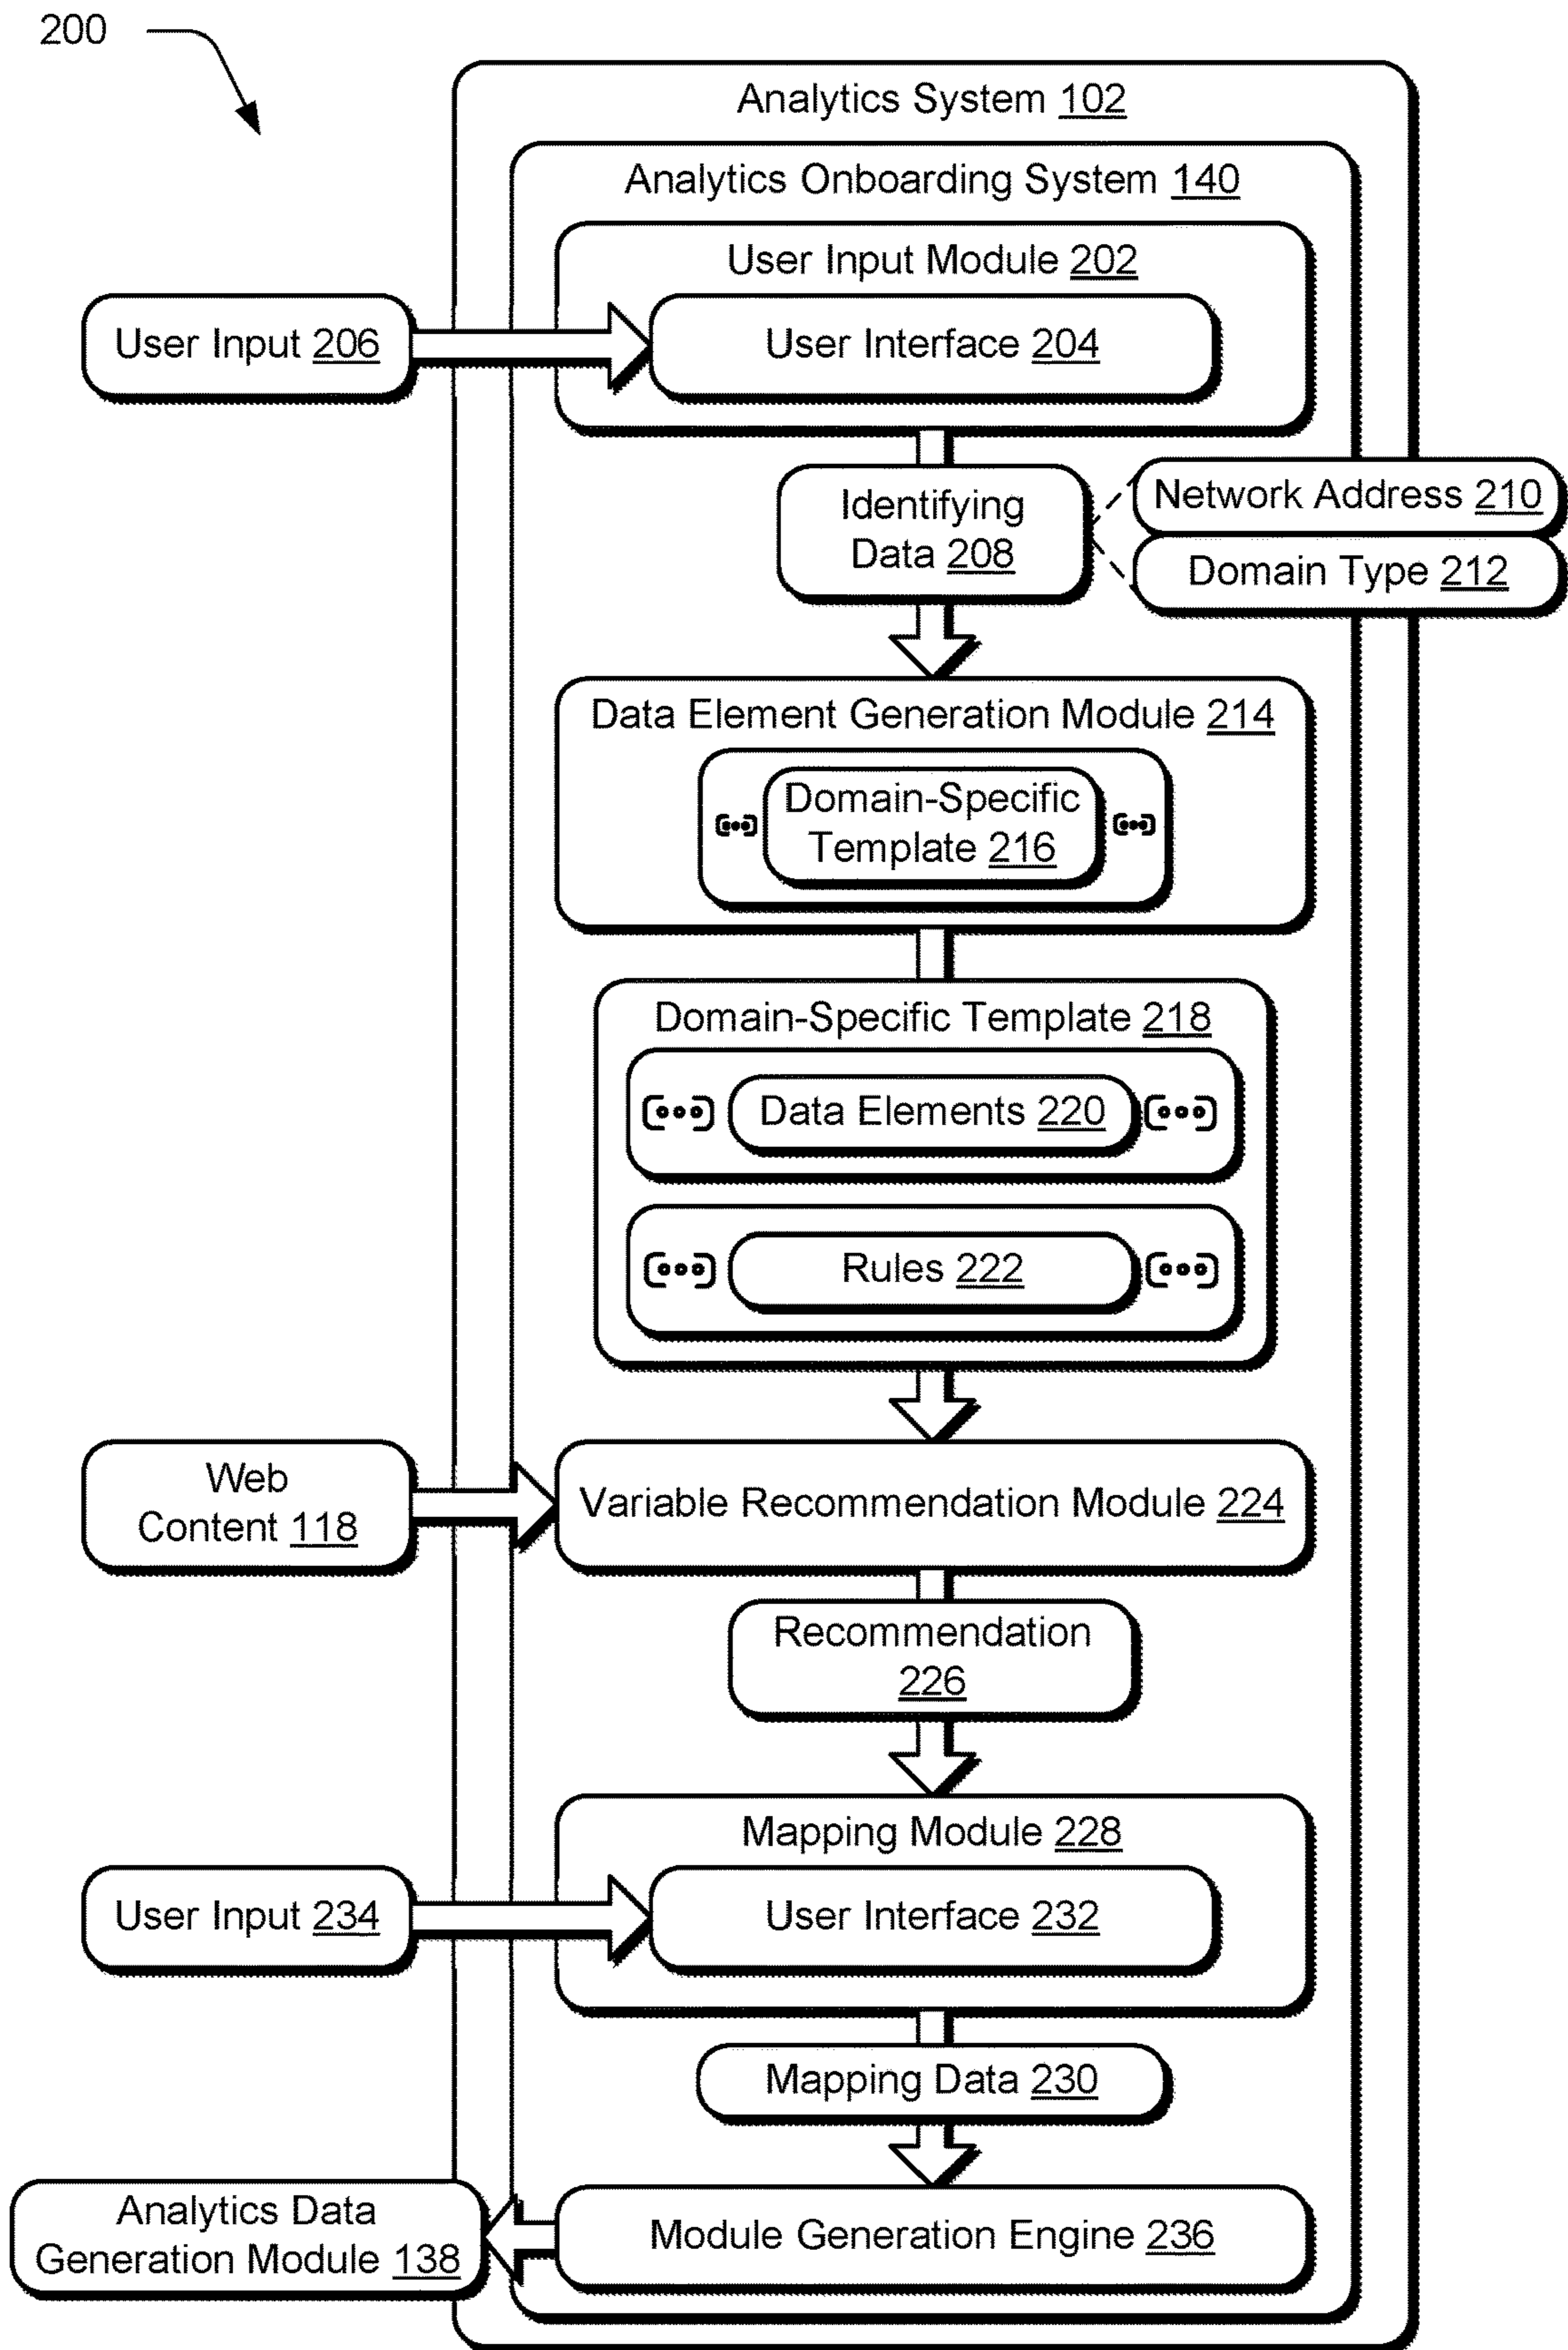 200
Analytics System 102
Analytics Onboarding System 140
User Input Module 202
User Input 206
User Interface 204
Identifying
Data 208
Network Address 210
Domain Type 212
Data Element Generation Module 214
Domain-Specific
Template 216
Domain-Specific Template 218
Data Elements 220
Rules 222
Web
Content 118
Variable Recommendation Module 224
Recommendation
226
Mapping Module 228
User Input 234
User Interface 232
Mapping Data 230
Analytics Data
Generation Module 138
Module Generation Engine 236